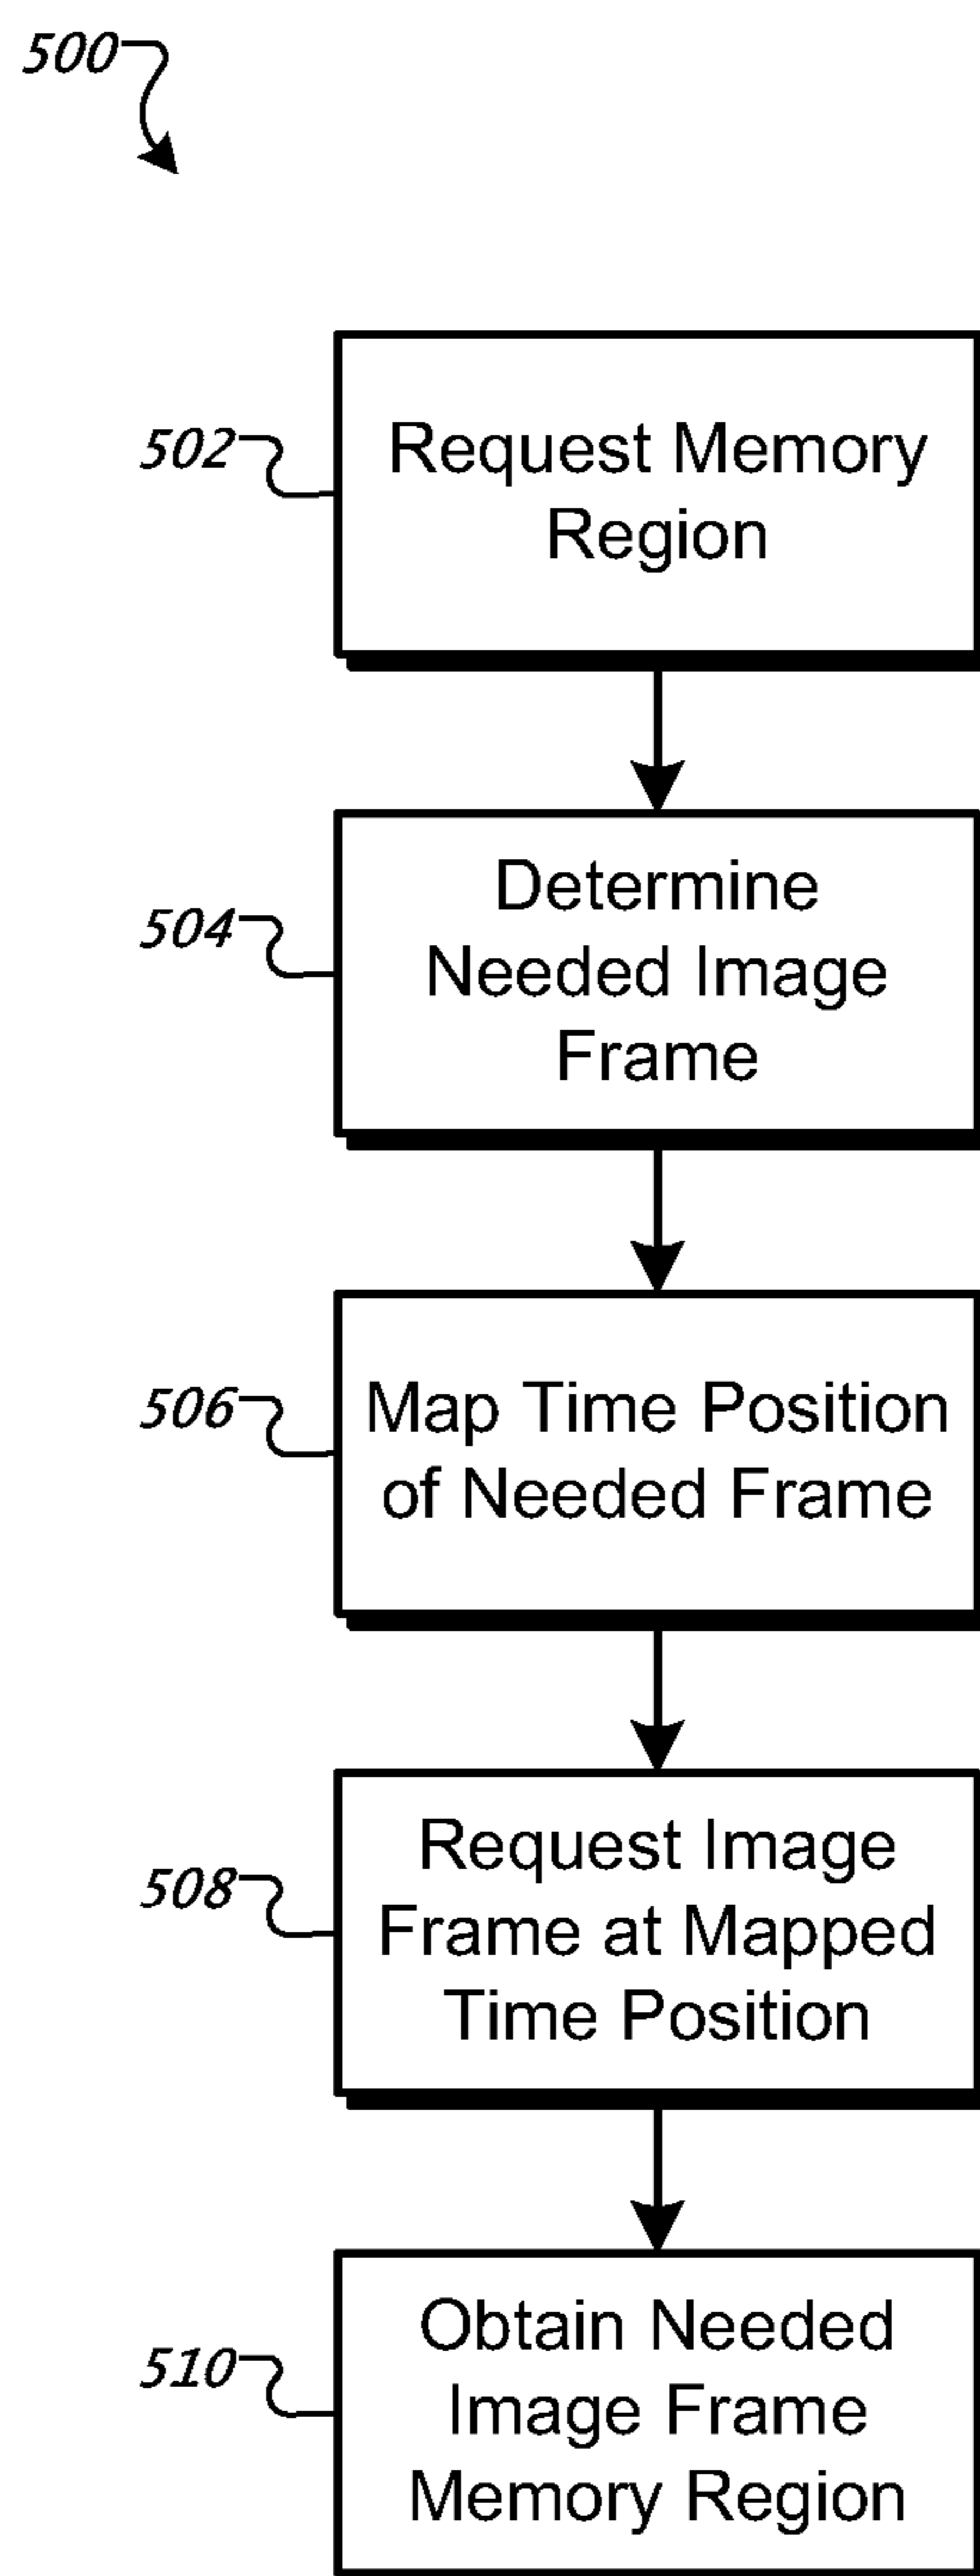 500
502
Request Memory
Region
504
Determine
Needed Image
Frame
506
Map Time Position
of Needed Frame
508
Request Image
Frame at Mapped
Time Position
510
Obtain Needed
Image Frame
Memory Region